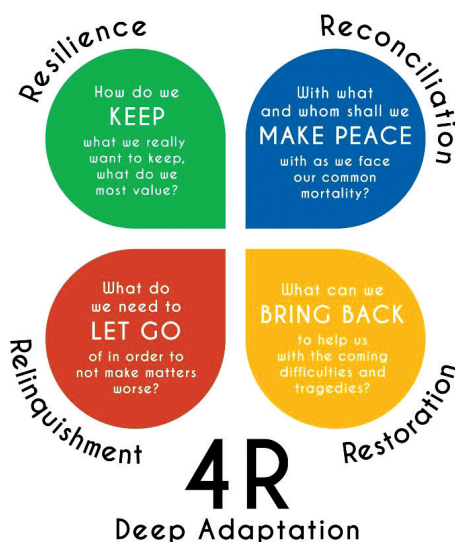 Resilience
How do we
KEEP
what we really
want to keep,
what do we
most value?
Reconciliation
With what
and whom shall we
MAKE PEACE
with as we face
our common
mortality?
Relinquishment
What do
we need to
LET GO
of in order to
not make matters
worse?
Restoration
What can we
BRING BACK
to help us
with the coming
difficulties and
tragedies?
4R
Deep Adaptation